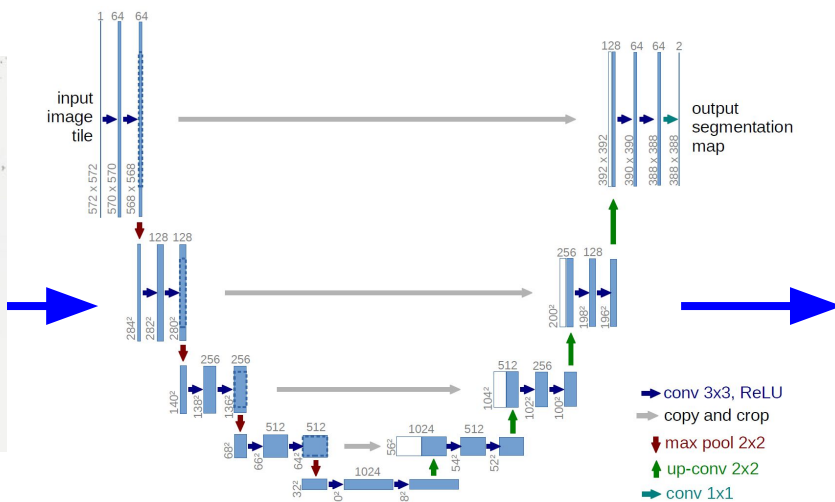 1 64 64
input
image
tile
572 x 572
570 x 570
568 x 568
128 64 64 2
output
segmentation
map
392 x 392
390 x 390
388 x 388
388 x 388
128 128
284²
282²
280²
256 128
200²
198²
196²
256 256
140²
138²
136²
512 256
104²
102²
100²
512 512
68²
66²
64²
1024 512
56²
54²
52²
1024
32²
conv 3x3, ReLU
copy and crop
max pool 2x2
up-conv 2x2
conv 1x1